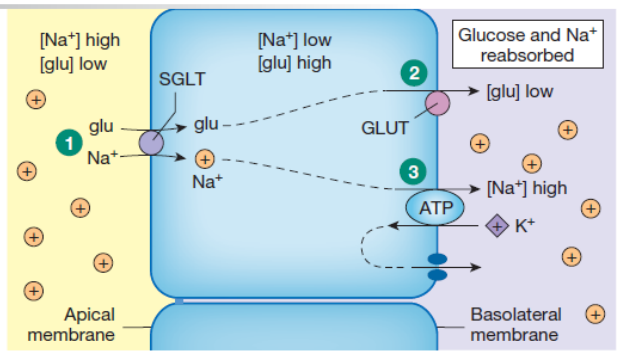 [Na⁺] high
[glu] low
[Na⁺] low
[glu] high
Glucose and Na⁺
reabsorbed
SGLT
2
[glu] low
glu
glu
GLUT
1
Na⁺
+
Na⁺
3
[Na⁺] high
ATP
+ K⁺
Apical
membrane
Basolateral
membrane
+
+
+
+
+
+
+
+
+
+
+
+